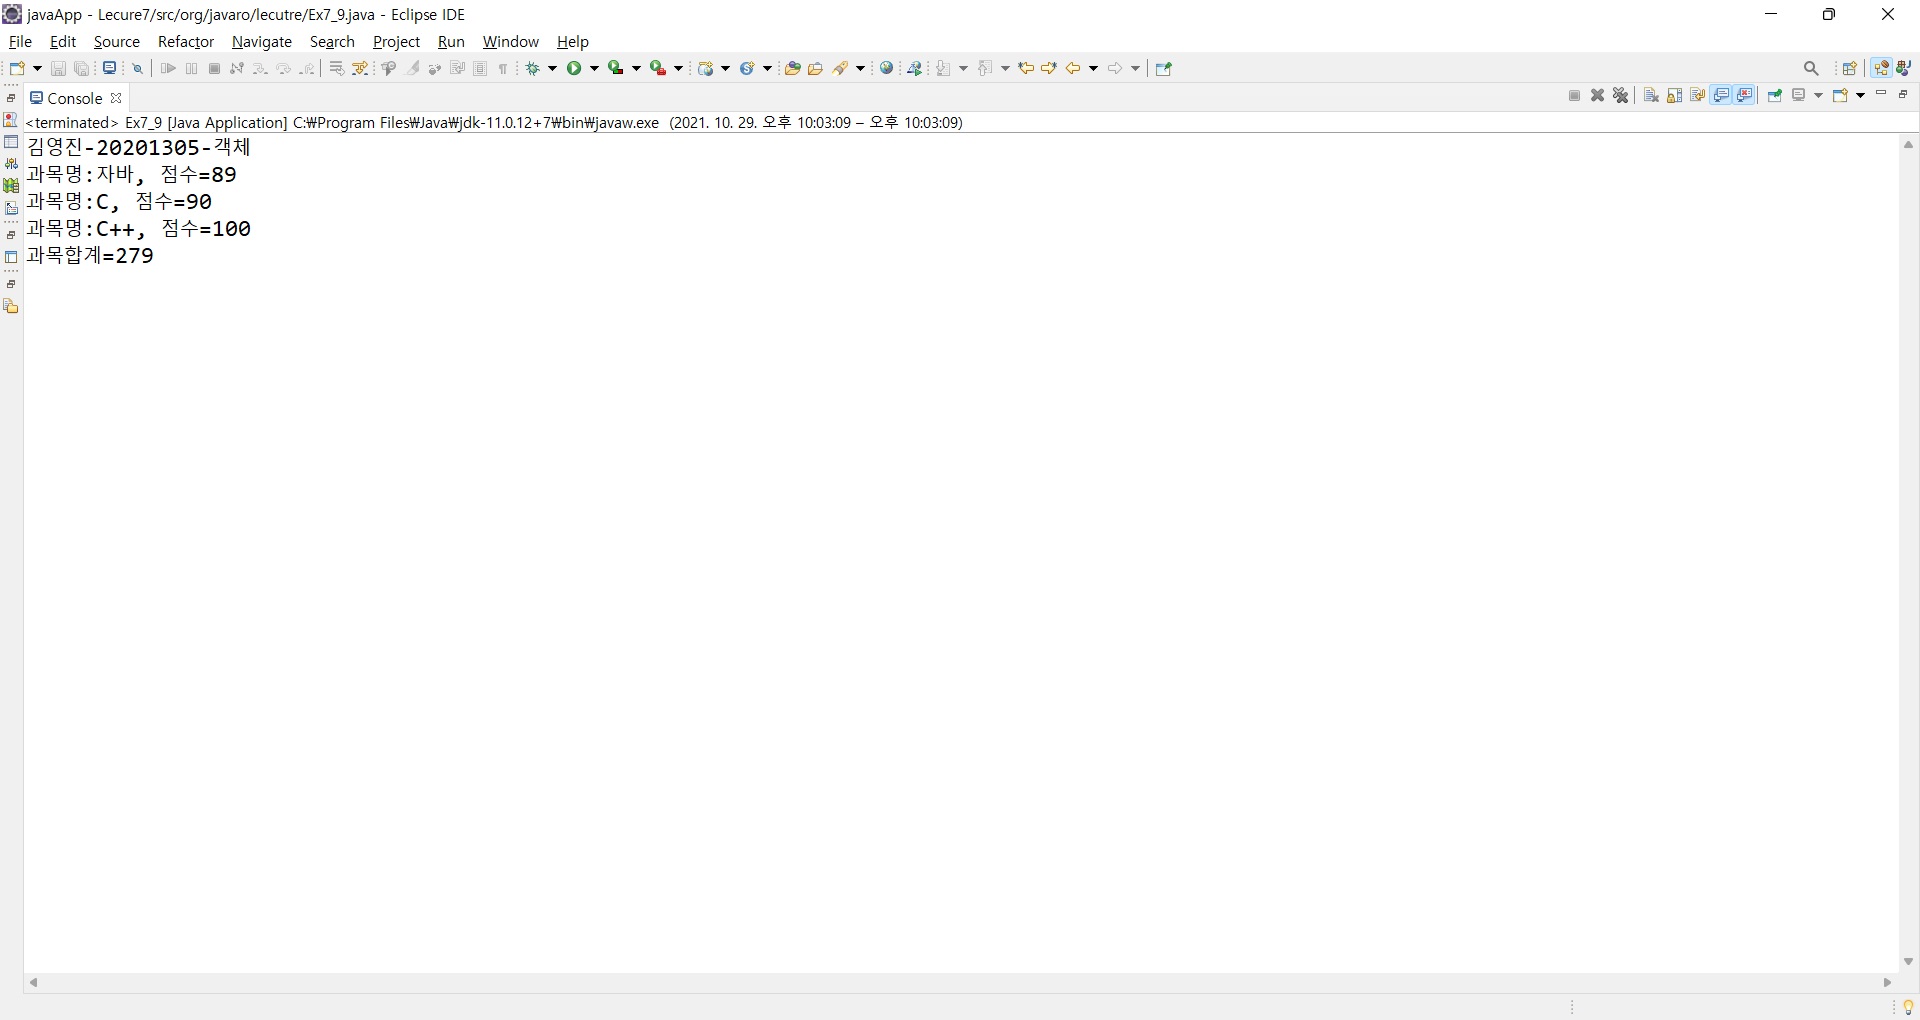 javaApp - Lecure7/src/org/javaro/lecutre/Ex7_9.java - Eclipse IDE
File Edit Source Refactor Navigate Search Project Run Window Help
Console
<terminated> Ex7_9 [Java Application] C:₩Program Files₩Java₩jdk-11.0.12+7₩bin₩javaw.exe (2021. 10. 29. 오후 10:03:09 – 오후 10:03:09)
김영진-20201305-객체
과목명:자바, 점수=89
과목명:C, 점수=90
과목명:C++, 점수=100
과목합계=279